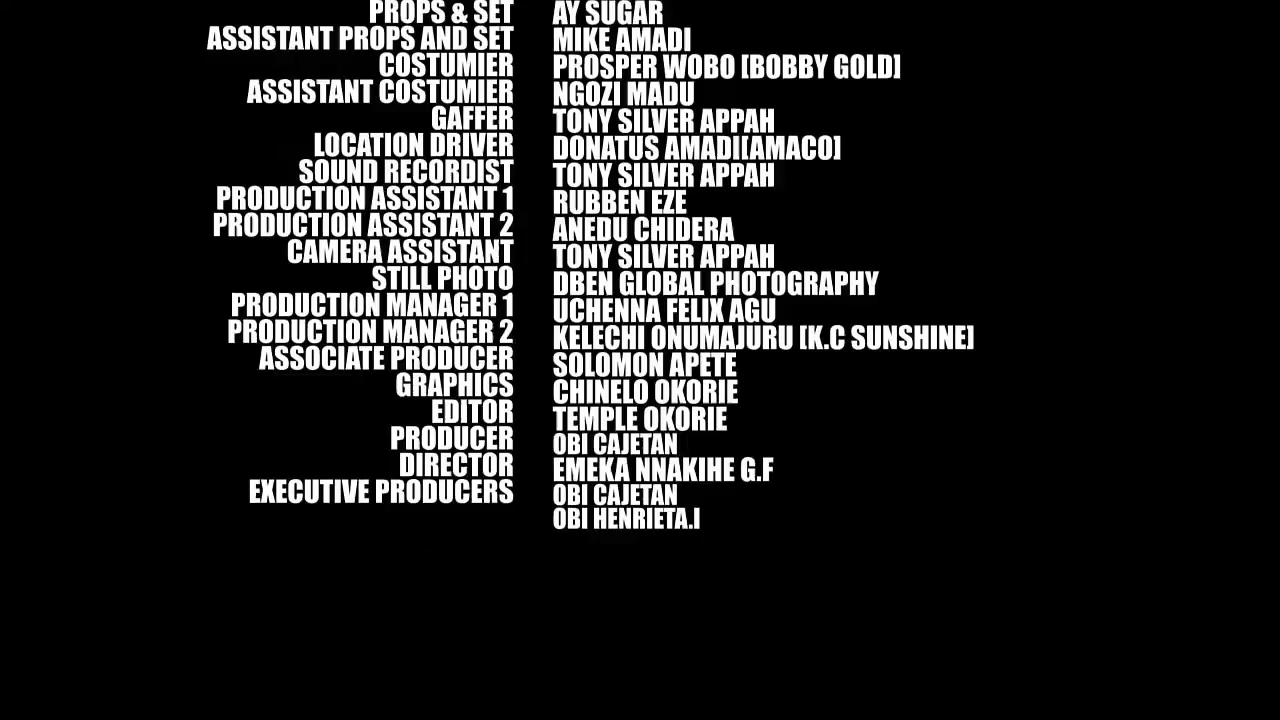 PROPS & SET AY SUGAR
ASSISTANT PROPS AND SET MIKE AMADI
COSTUMIER PROSPER WOBO [BOBBY GOLD]
ASSISTANT COSTUMIER NGOZI MADU
GAFFER TONY SILVER APPAH
LOCATION DRIVER DONATUS AMADI[AMACO]
SOUND RECORDIST TONY SILVER APPAH
PRODUCTION ASSISTANT 1 RUBBEN EZE
PRODUCTION ASSISTANT 2 ANEDU CHIDERA
CAMERA ASSISTANT TONY SILVER APPAH
STILL PHOTO DBEN GLOBAL PHOTOGRAPHY
PRODUCTION MANAGER 1 UCHENNA FELIX AGU
PRODUCTION MANAGER 2 KELECHI ONUMAJURU [K.C SUNSHINE]
ASSOCIATE PRODUCER SOLOMON APETE
GRAPHICS CHINELO OKORIE
EDITOR TEMPLE OKORIE
PRODUCER OBI CAJETAN
DIRECTOR EMEKA NNAKIHE G.F
EXECUTIVE PRODUCERS OBI CAJETAN
OBI HENRIETA.I